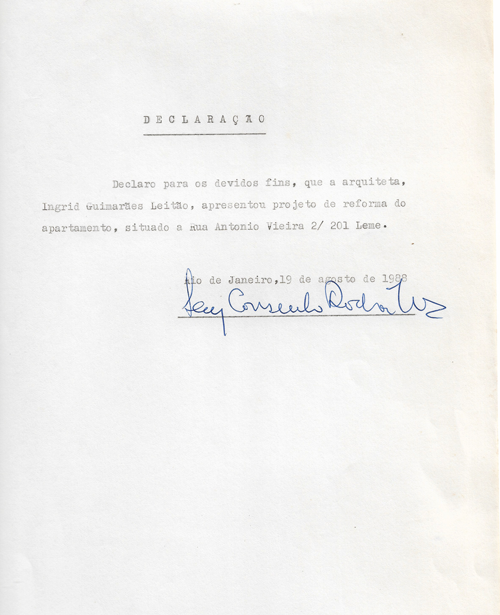 D E C L A R A Ç Ã O
Declaro para os devidos fins, que a arquiteta,
Ingrid Guimarães Leitão, apresentou projeto de reforma do
apartamento, situado a Rua Antonio Vieira 2/ 201 Leme.
Rio de Janeiro,19 de agosto de 1988